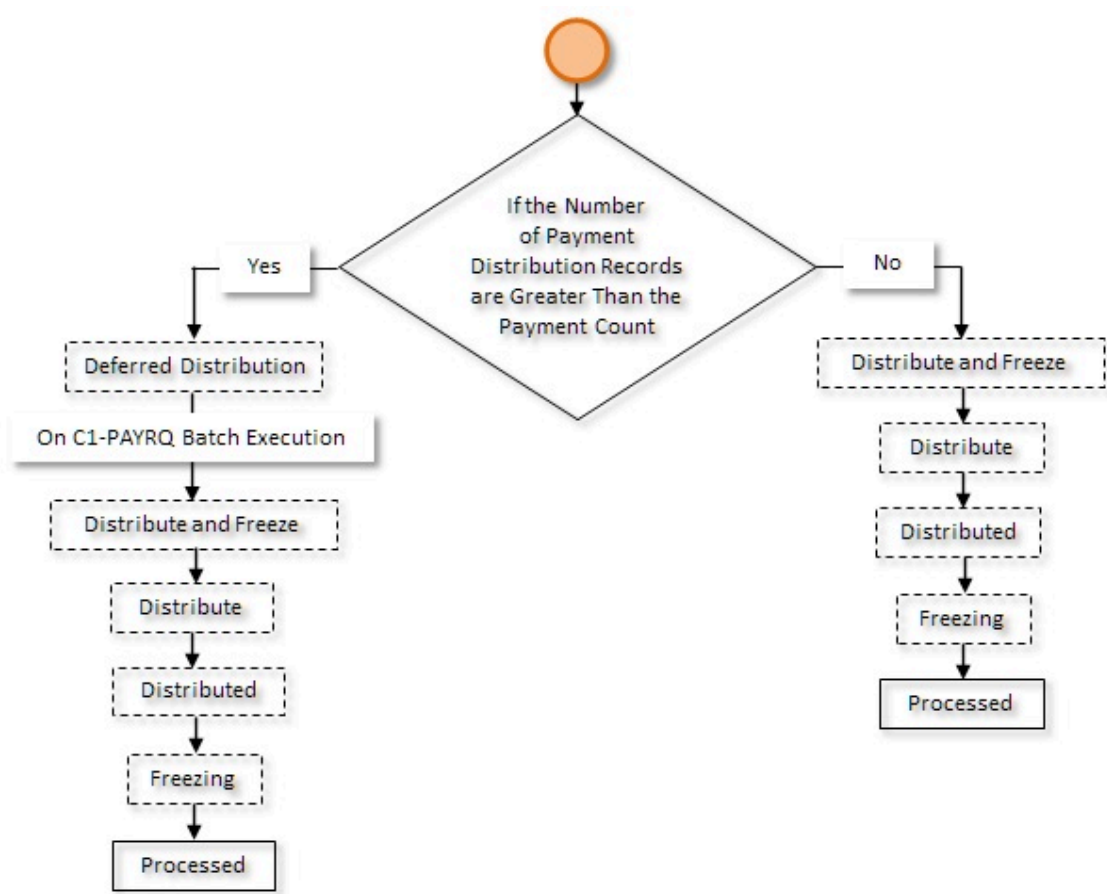 If the Number
of Payment
Distribution Records
are Greater Than the
Payment Count
Yes
No
Deferred Distribution
On C1-PAYRQ Batch Execution
Distribute and Freeze
Distribute
Distributed
Freezing
Processed
Distribute and Freeze
Distribute
Distributed
Freezing
Processed